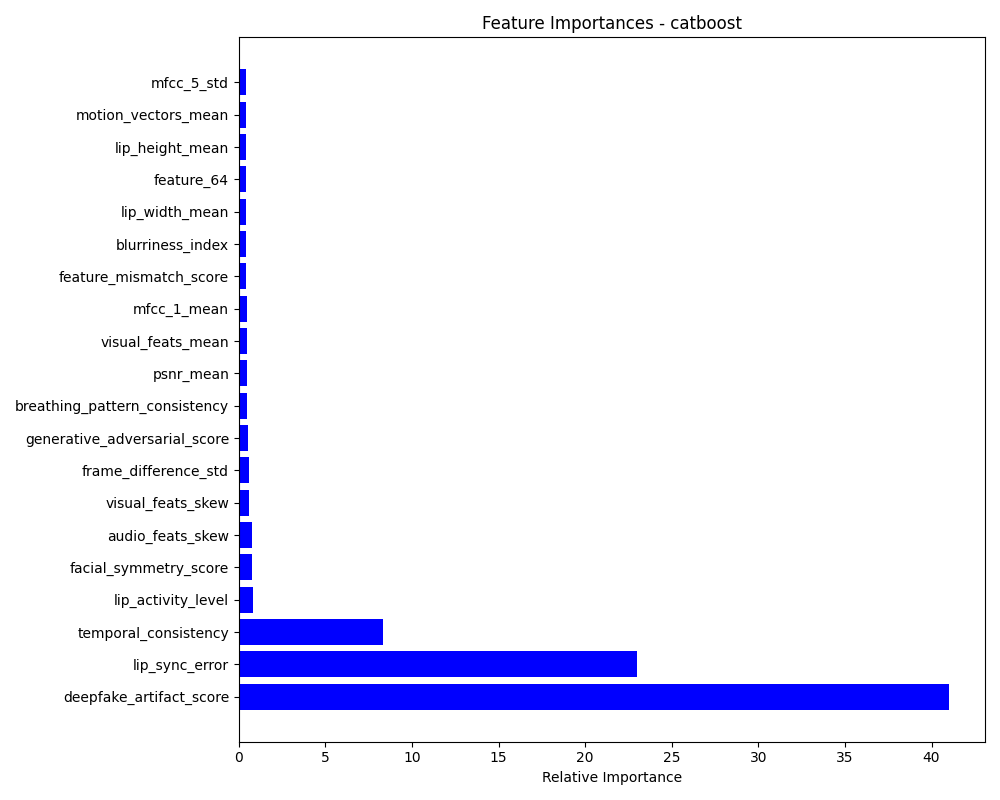 Feature Importances - catboost
mfcc_5_std
motion_vectors_mean
lip_height_mean
feature_64
lip_width_mean
blurriness_index
feature_mismatch_score
mfcc_1_mean
visual_feats_mean
psnr_mean
breathing_pattern_consistency
generative_adversarial_score
frame_difference_std
visual_feats_skew
audio_feats_skew
facial_symmetry_score
lip_activity_level
temporal_consistency
lip_sync_error
deepfake_artifact_score
0 5 10 15 20 25 30 35 40
Relative Importance